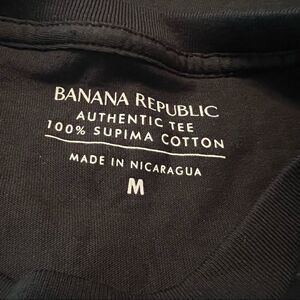 BANANA REPUBLIC
AUTHENTIC TEE
100% SUPIMA COTTON
MADE IN NICARAGUA
M